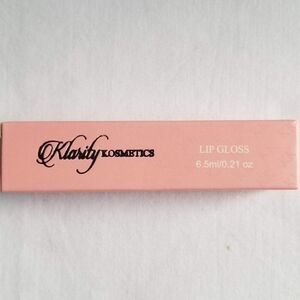 Klarity KOSMETICS
LIP GLOSS
6.5ml/0.21 oz